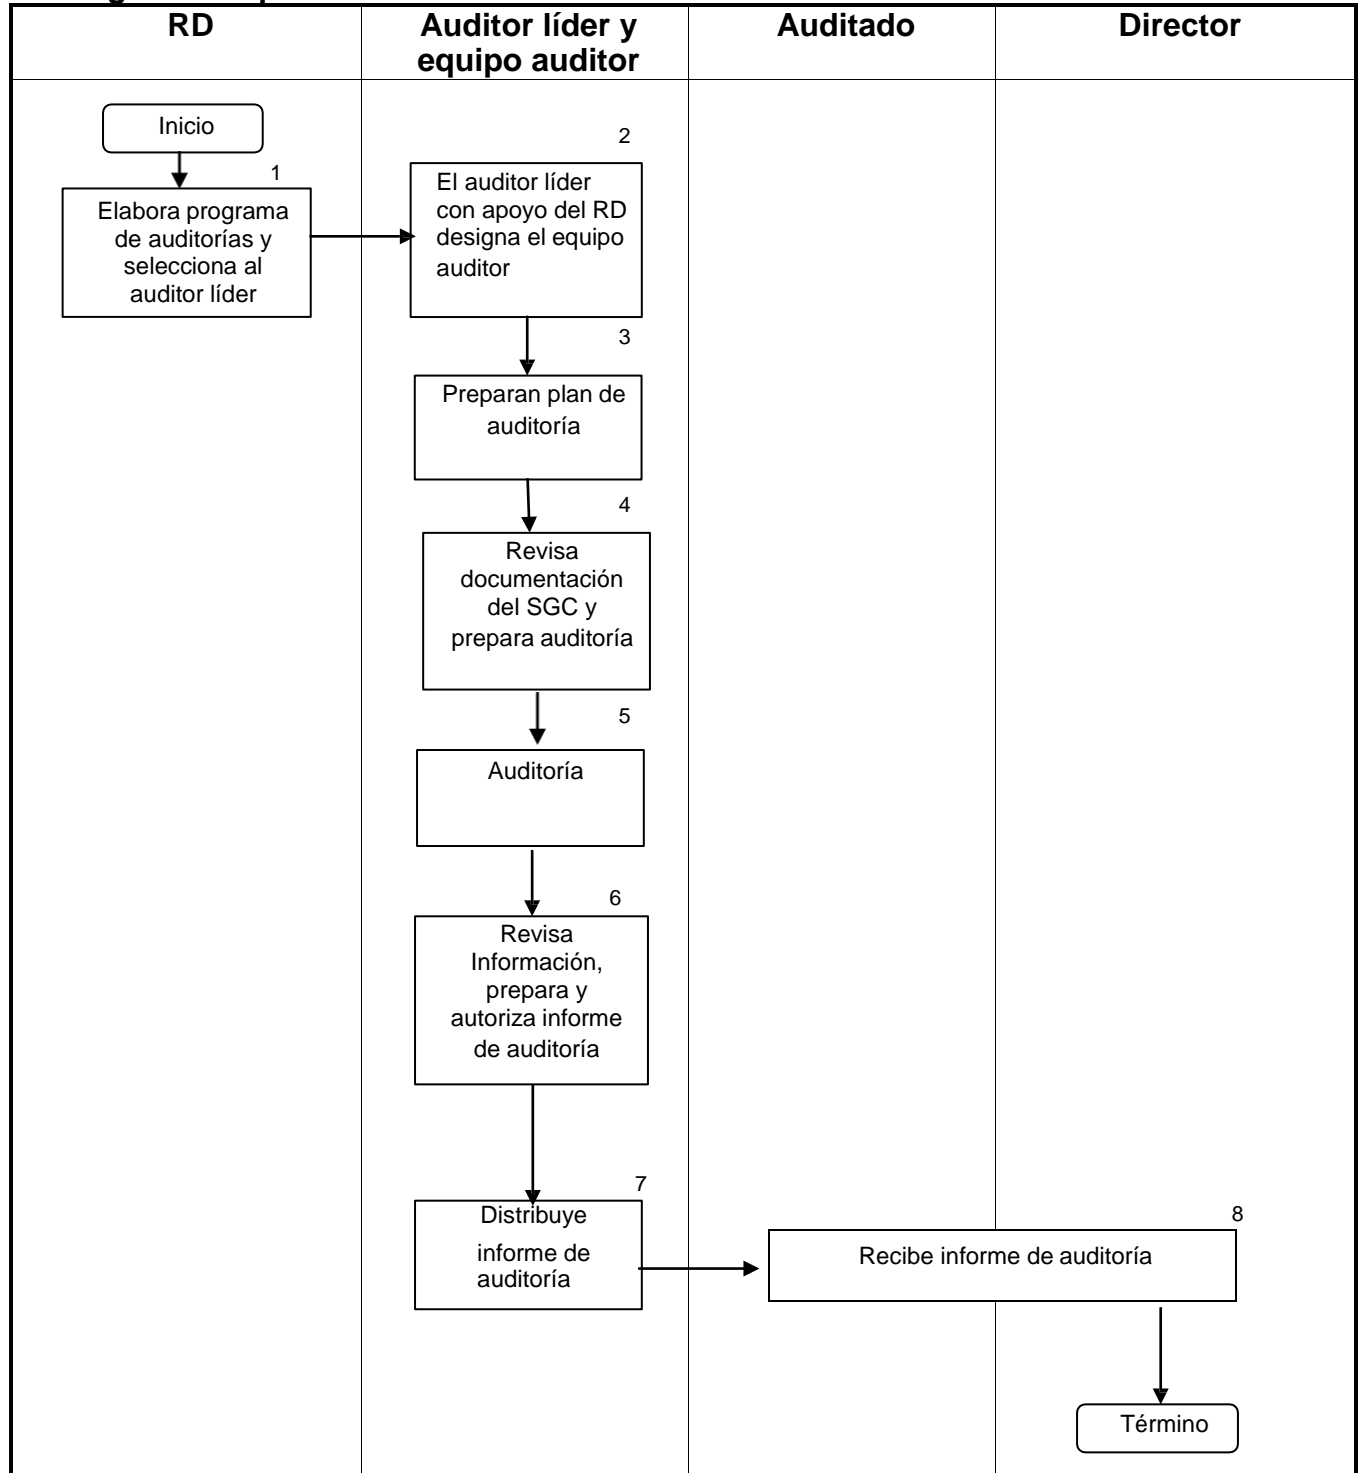 RD
Auditor líder y
equipo auditor
Auditado
Director
Inicio
1
Elabora programa
de auditorías y
selecciona al
auditor líder
2
El auditor líder
con apoyo del RD
designa el equipo
auditor
3
Preparan plan de
auditoría
4
Revisa
documentación
del SGC y
prepara auditoría
5
Auditoría
6
Revisa
Información,
prepara y
autoriza informe
de auditoría
7
Distribuye
informe de
auditoría
8
Recibe informe de auditoría
Término